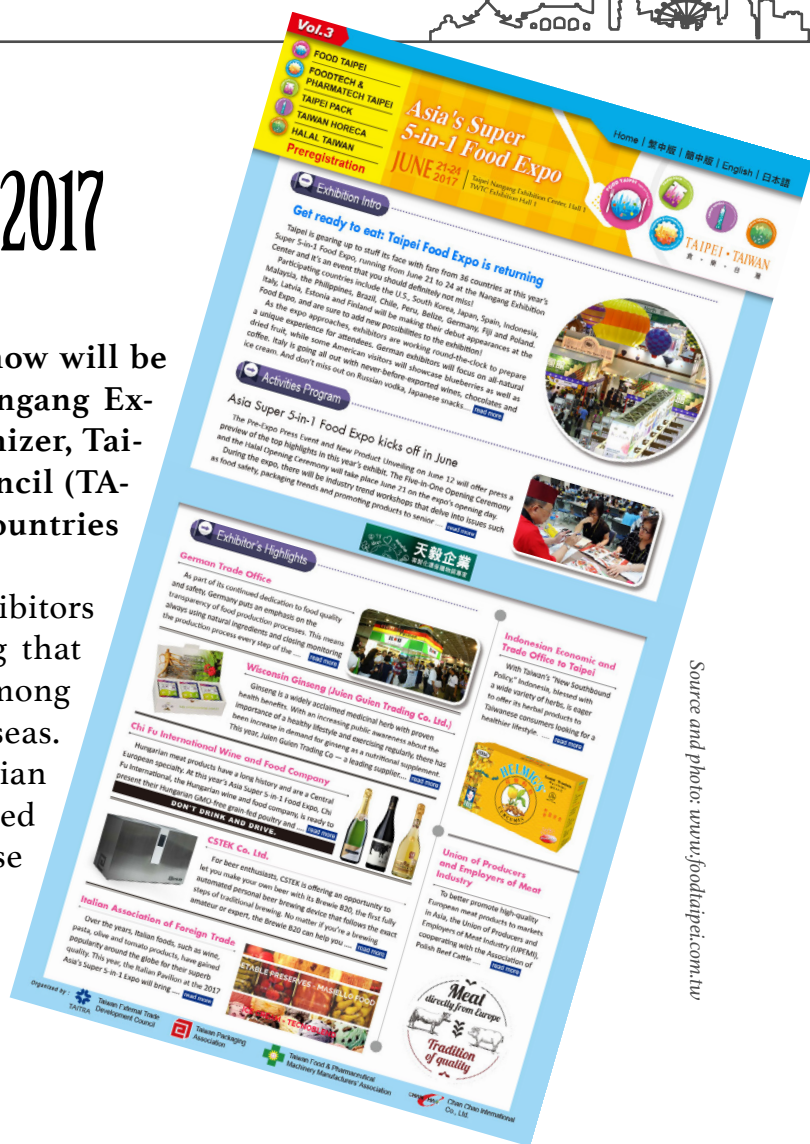 2017
how will be
ngang Ex-
nizer, Tai-
ncil (TA-
ountries
ibitors
g that
mong
seas.
ian
ed
se
Vol.3
FOOD TAIPEI
FOODTECH &
PHARMATECH TAIPEI
TAIPEI PACK
TAIWAN HORECA
HALAL TAIWAN
Preregistration
Asia's Super
5-in-1 Food Expo
JUNE 21-24
2017
Taipei Nangang Exhibition Center, Hall 1
TWTC Exhibition Hall 1
Home | 繁中版 | 簡中版 | English | 日本語
TAIPEI • TAIWAN
Exhibition Intro
Get ready to eat: Taipei Food Expo is returning
Taipei is gearing up to stuff its face with fare from 36 countries at this year's
Super 5-in-1 Food Expo, running from June 21 to 24 at the Nangang Exhibition
Center and it's an event that you should definitely not miss!
Participating countries include the U.S., South Korea, Japan, Spain, Indonesia,
Malaysia, the Philippines, Brazil, Chile, Peru, Belize, Germany, Fiji and Poland.
Italy, Latvia, Estonia and Finland will be making their debut appearances at the
Food Expo, and are sure to add new possibilities to the exhibition!
As the expo approaches, exhibitors are working round-the-clock to prepare
a unique experience for attendees. German exhibitors will focus on all-natural
dried fruit, while some American visitors will showcase blueberries as well as
coffee. Italy is going all out with never-before-exported wines, chocolates and
ice cream. And don't miss out on Russian vodka, Japanese snacks.... read more
Activities Program
Asia Super 5-in-1 Food Expo kicks off in June
The Pre-Expo Press Event and New Product Unveiling on June 12 will offer press a
preview of the top highlights in this year's exhibit. The Five-in-One Opening Ceremony
and the Halal Opening Ceremony will take place June 21 on the expo's opening day.
During the expo, there will be industry trend workshops that delve into issues such
as food safety, packaging trends and promoting products to senior .... read more
天毅企業
Exhibitor's Highlights
German Trade Office
As part of its continued dedication to food quality
and safety, Germany puts an emphasis on the
transparency of food production processes. This means
always using natural ingredients and closing monitoring
the production process every step of the .... read more
Wisconsin Ginseng (Juien Guien Trading Co. Ltd.)
Ginseng is a widely acclaimed medicinal herb with proven
health benefits. With an increasing public awareness about the
importance of a healthy lifestyle and exercising regularly, there has
been increase in demand for ginseng as a nutritional supplement.
This year, Juien Guien Trading Co — a leading supplier.... read more
Chi Fu International Wine and Food Company
Hungarian meat products have a long history and are a Central
European specialty. At this year's Asia Super 5-in-1 Food Expo, Chi
Fu International, the Hungarian wine and food company, is ready to
present their Hungarian GMO-free grain-fed poultry and .... read more
DON'T DRINK AND DRIVE.
CSTEK Co. Ltd.
For beer enthusiasts, CSTEK is offering an opportunity to
let you make your own beer with its Brewie B20, the first fully
automated personal beer brewing device that follows the exact
steps of traditional brewing. No matter if you're a brewing
amateur or expert, the Brewie B20 can help you .... read more
Italian Association of Foreign Trade
Over the years, Italian foods, such as wine,
pasta, olive and tomato products, have gained
popularity around the globe for their superb
quality. This year, the Italian Pavilion at the 2017
Asia's Super 5-in-1 Expo will bring .... read more
Indonesian Economic and
Trade Office to Taipei
With Taiwan's "New Southbound
Policy," Indonesia, blessed with
a wide variety of herbs, is eager
to offer its herbal products to
Taiwanese consumers looking for a
healthier lifestyle. .... read more
HELMIG'S
CURCUMIN
Union of Producers
and Employers of Meat
Industry
To better promote high-quality
European meat products to markets
in Asia, the Union of Producers and
Employers of Meat Industry (UPEMI),
cooperating with the Association of
Polish Beef Cattle .... read more
Meat
directly from Europe
Tradition
of quality
Organized by :
TAITRA
Taiwan External Trade
Development Council
Taiwan Packaging
Association
Taiwan Food & Pharmaceutical
Machinery Manufacturers' Association
Chan Chao International
Co., Ltd.
Source and photo: www.foodtaipei.com.tw